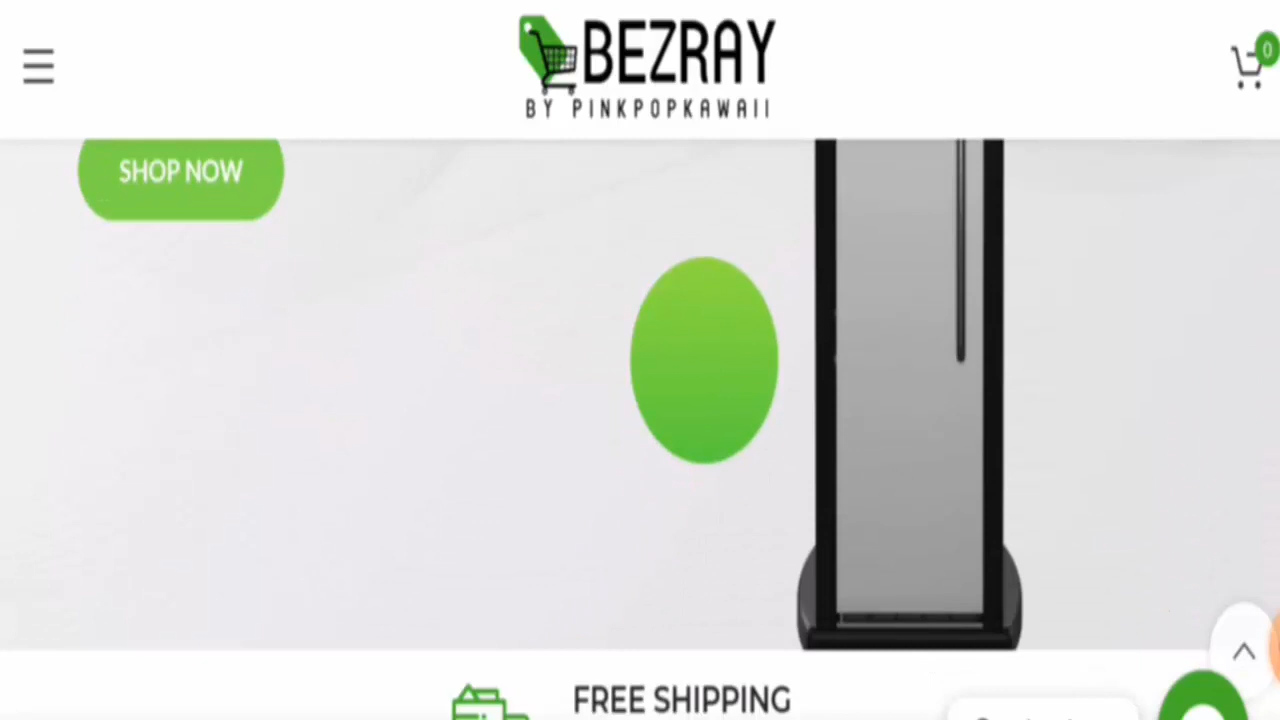 BEZRAY
BY PINKPOPKAWAII
0
SHOP NOW
FREE SHIPPING